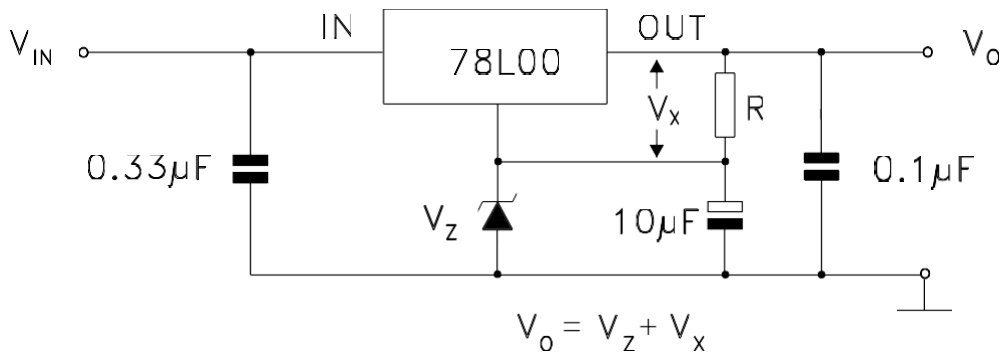 V_IN
IN
78L00
OUT
V_o
V_x
R
0.33μF
V_z
10μF
0.1μF
V_o = V_z + V_x